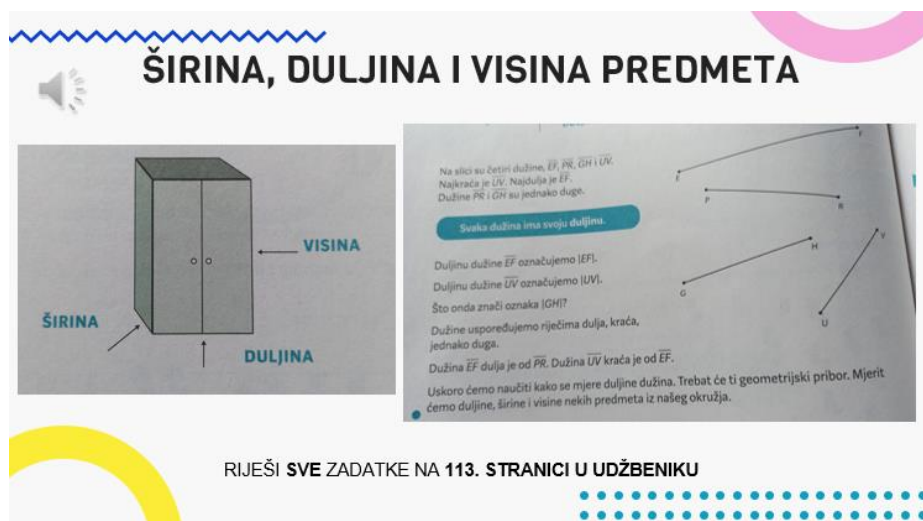 ŠIRINA, DULJINA I VISINA PREDMETA
VISINA
ŠIRINA
DULJINA
Na slici su četiri dužine, EF, PR, GH i UV.
Najkraća je UV. Najdulja je EF.
Dužine PR i GH su jednako duge.
Svaka dužina ima svoju duljinu.
Duljinu dužine EF označujemo |EF|.
Duljinu dužine UV označujemo |UV|.
Što onda znači oznaka |GH|?
Dužine uspoređujemo riječima dulja, kraća,
jednako duga.
Dužina EF dulja je od PR. Dužina UV kraća je od EF.
Uskoro ćemo naučiti kako se mjere duljine dužina. Trebat će ti geometrijski pribor. Mjerit
ćemo duljine, širine i visine nekih predmeta iz našeg okružja.
E
F
P
R
H
G
V
U
RIJEŠI SVE ZADATKE NA 113. STRANICI U UDŽBENIKU